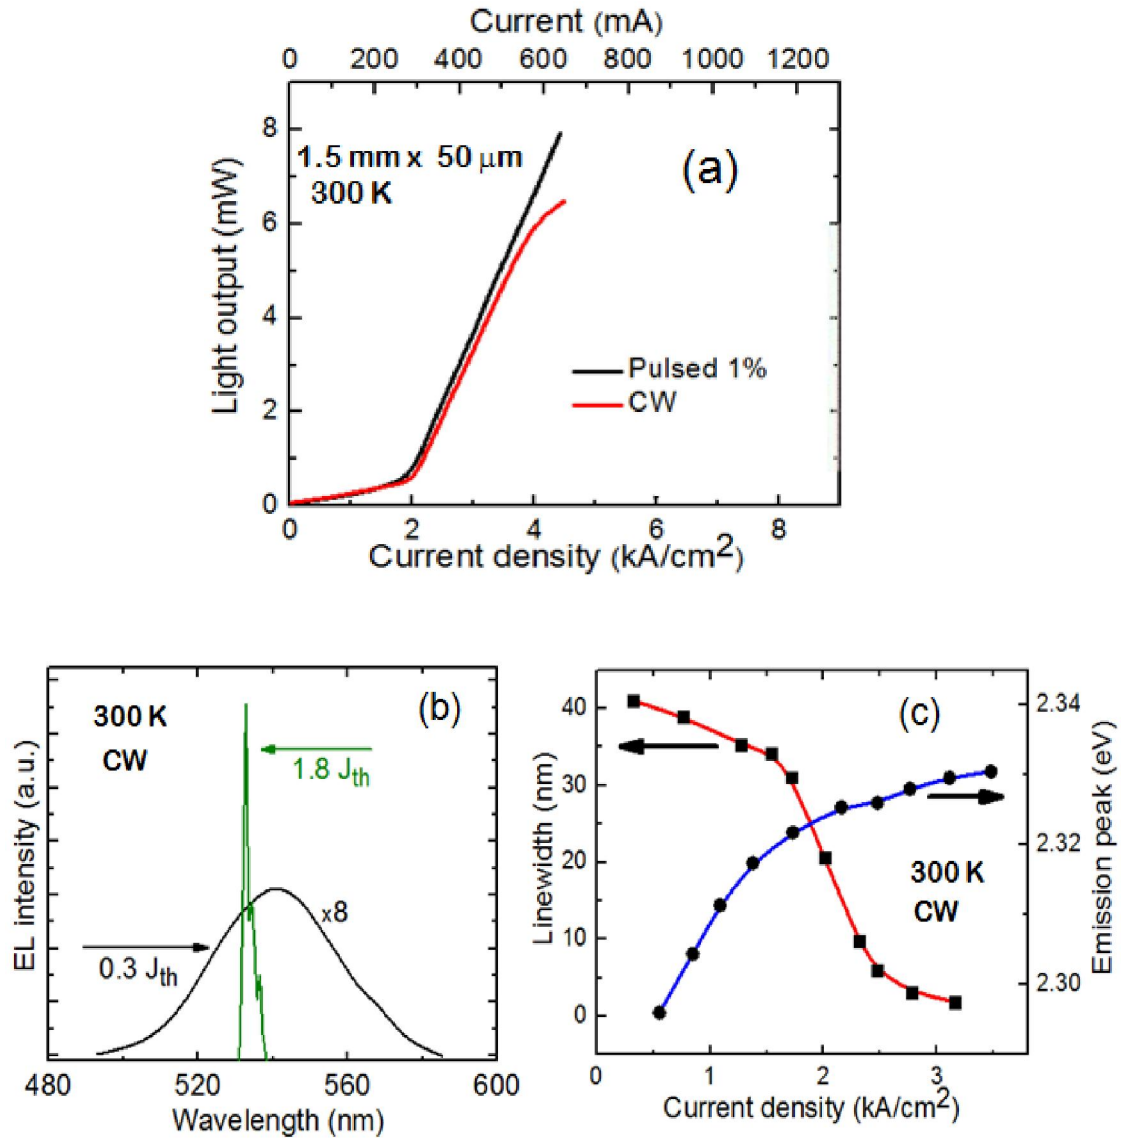 Current (mA)
0 200 400 600 800 1000 1200
8
6
4
2
0
Light output (mW)
1.5 mm x 50 μm
300 K
(a)
Pulsed 1%
CW
0 2 4 6 8
Current density (kA/cm²)
EL intensity (a.u.)
300 K
CW
(b)
1.8 Jth
x8
0.3 Jth
480 520 560 600
Wavelength (nm)
40
30
20
10
0
Linewidth (nm)
(c)
300 K
CW
2.34
2.32
2.30
Emission peak (eV)
0 1 2 3
Current density (kA/cm²)